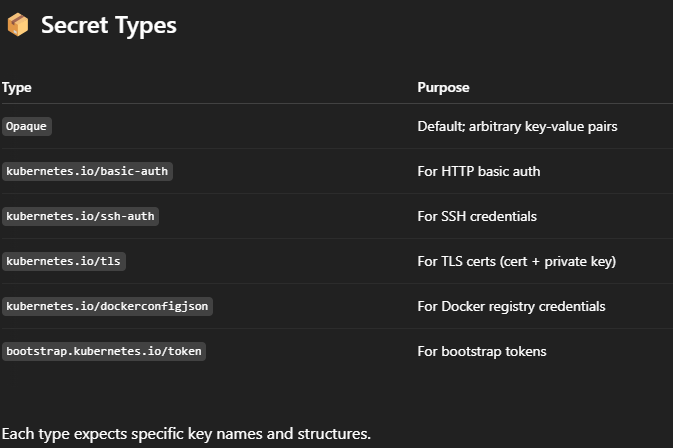 📦 Secret Types
Type Purpose
Opaque Default; arbitrary key-value pairs
kubernetes.io/basic-auth For HTTP basic auth
kubernetes.io/ssh-auth For SSH credentials
kubernetes.io/tls For TLS certs (cert + private key)
kubernetes.io/dockerconfigjson For Docker registry credentials
bootstrap.kubernetes.io/token For bootstrap tokens
Each type expects specific key names and structures.